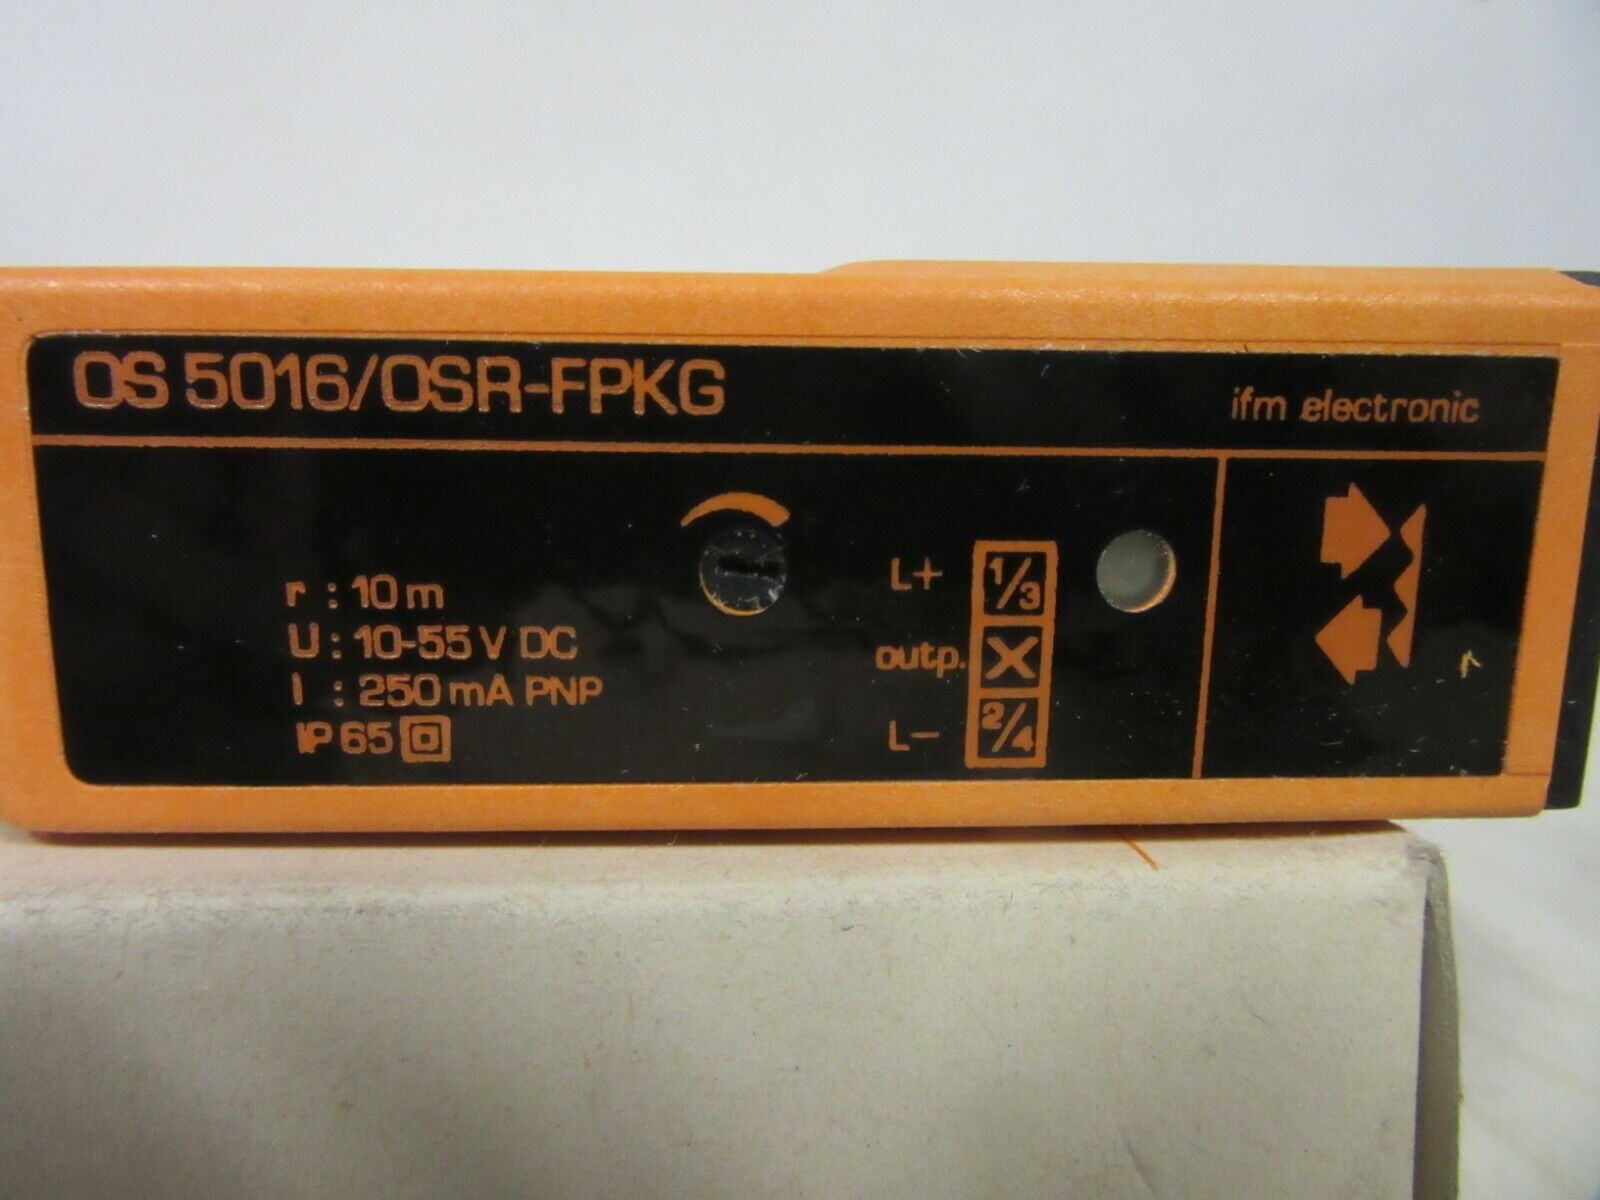 OS 5016/OSR-FPKG
ifm electronic
r : 10 m
U : 10-55 V DC
I : 250 mA PNP
IP 65
L+ 1/3
outp. X
L- 2/4